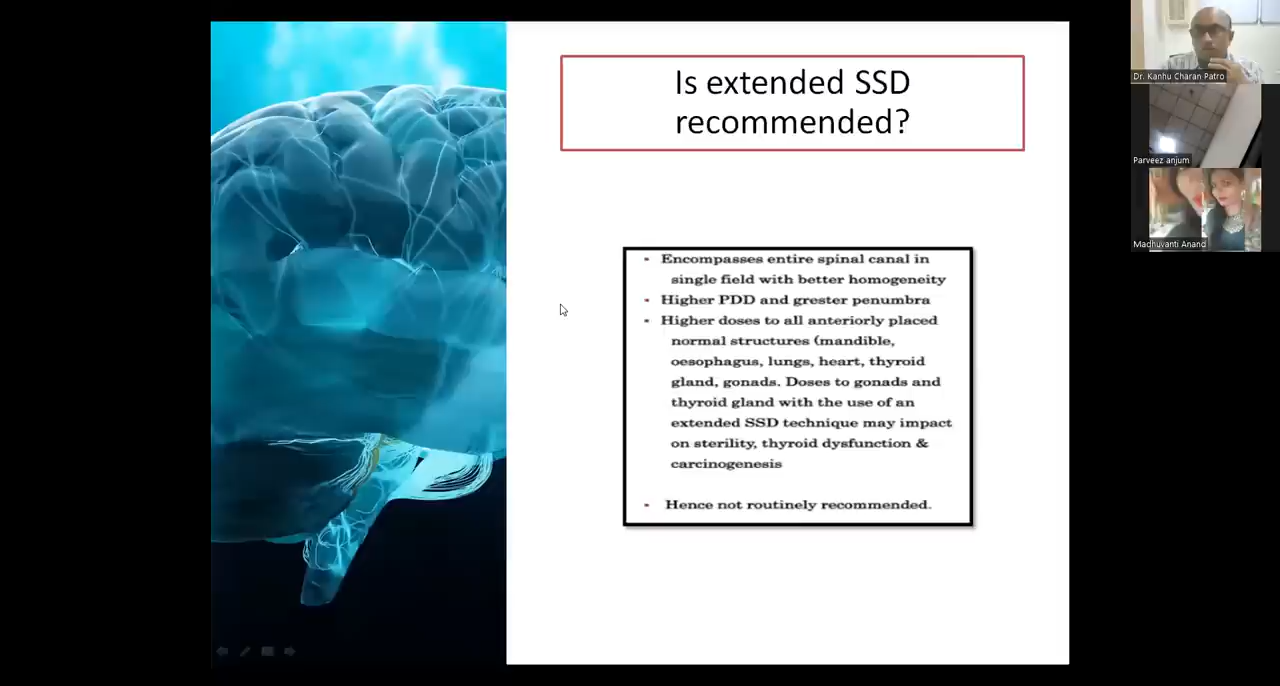 Is extended SSD
recommended?
• Encompasses entire spinal canal in
single field with better homogeneity
• Higher PDD and grester penumbra
• Higher doses to all anteriorly placed
normal structures (mandible,
oesophagus, lungs, heart, thyroid
gland, gonads. Doses to gonads and
thyroid gland with the use of an
extended SSD technique may impact
on sterility, thyroid dysfunction &
carcinogenesis
• Hence not routinely recommended.
Dr. Kanhu Charan Patro
Parveez anjum
Madhuvanti Anand